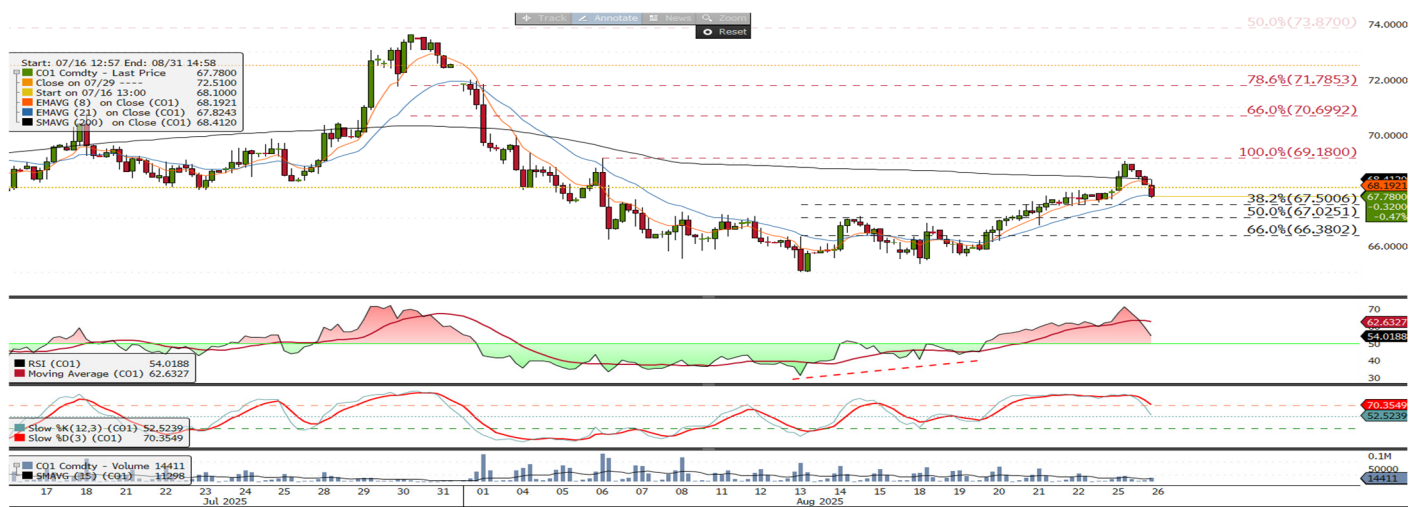 Track Annotate News Zoom
Reset
50.0%(73.8700)
74.0000
Start: 07/16 12:57 End: 08/31 14:58
CO1 Comdty - Last Price 67.7800
Close on 07/29 ---- 72.5100
Start on 07/16 13:00 68.1000
EMAVG (8) on Close (CO1) 68.1921
EMAVG (21) on Close (CO1) 67.8243
SMAVG (200) on Close (CO1) 68.4120
72.0000
78.6%(71.7853)
66.0%(70.6992)
70.0000
100.0%(69.1800)
68.4120
68.1921
67.7800
-0.3200
-0.47%
38.2%(67.5006)
50.0%(67.0251)
66.0%(66.3802)
66.0000
70
62.6327
54.0188
50
40
30
RSI (CO1) 54.0188
Moving Average (CO1) 62.6327
70.3549
52.5239
Slow %K(12,3) (CO1) 52.5239
Slow %D(3) (CO1) 70.3549
CO1 Comdty - Volume 14411
SMAVG (15) (CO1) 11298
0.1M
50000
14411
17 18 21 22 23 24 25 28 29 30 31 01 04 05 06 07 08 11 12 13 14 15 18 19 20 21 22 25 26
Jul 2025 Aug 2025